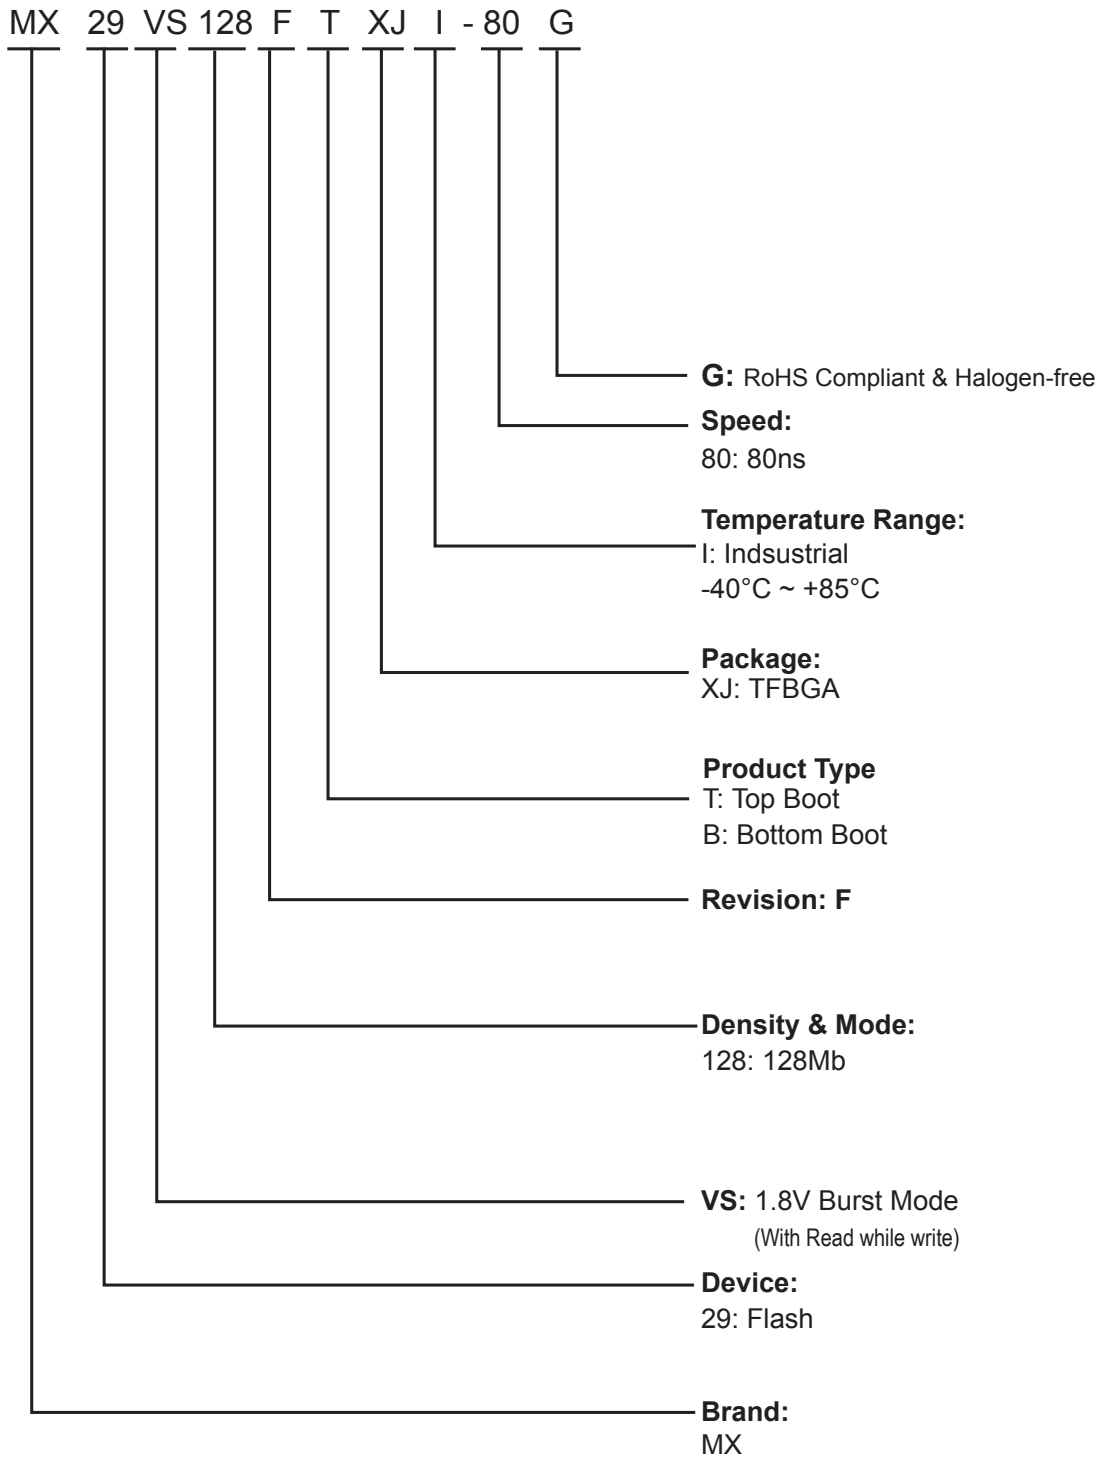 MX 29 VS 128 F T XJ I - 80 G
G: RoHS Compliant & Halogen-free
Speed:
80: 80ns
Temperature Range:
I: Indsustrial
-40°C ~ +85°C
Package:
XJ: TFBGA
Product Type
T: Top Boot
B: Bottom Boot
Revision: F
Density & Mode:
128: 128Mb
VS: 1.8V Burst Mode
(With Read while write)
Device:
29: Flash
Brand:
MX